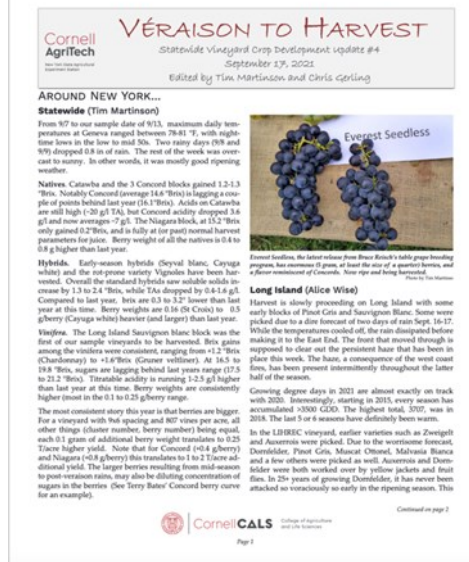 Cornell
AgriTech
New York State Agricultural
Experiment Station
VÉRAISON TO HARVEST
Statewide Vineyard Crop Development Update #4
September 17, 2021
Edited by Tim Martinson and Chris Gerling
AROUND NEW YORK...
Statewide (Tim Martinson)
From 9/7 to our sample date of 9/13, maximum daily tem-
peratures at Geneva ranged between 78-81 °F, with night-
time lows in the low to mid 50s. Two rainy days (9/8 and
9/9) dropped 0.8 in of rain. The rest of the week was over-
cast to sunny. In other words, it was mostly good ripening
weather.
Natives. Catawba and the 3 Concord blocks gained 1.2-1.3
°Brix. Notably Concord (average 14.6 °Brix) is lagging a cou-
ple of points behind last year (16.1°Brix). Acids on Catawba
are still high (~20 g/l TA), but Concord acidity dropped 3.6
g/l and now averages ~7 g/l. The Niagara block, at 15.2 °Brix
only gained 0.2°Brix, and is fully at (or past) normal harvest
parameters for juice. Berry weight of all the natives is 0.4 to
0.8 g higher than last year.
Hybrids. Early-season hybrids (Seyval blanc, Cayuga
white) and the rot-prone variety Vignoles have been har-
vested. Overall the standard hybrids saw soluble solids in-
crease by 1.3 to 2.4 °Brix, while TAs dropped by 0.4-1.6 g/l.
Compared to last year, brix are 0.3 to 3.2° lower than last
year at this time. Berry weights are 0.16 (St Croix) to 0.5
g/berry (Cayuga white) heavier (and larger) than last year.
Vinifera. The Long Island Sauvignon blanc block was the
first of our sample vineyards to be harvested. Brix gains
among the vinifera were consistent, ranging from +1.2 °Brix
(Chardonnay) to +1.6°Brix (Gruner veltliner). At 16.5 to
19.8 °Brix, sugars are lagging behind last years range (17.5
to 21.2 °Brix). Titratable acidity is running 1-2.5 g/l higher
than last year at this time. Berry weights are consistently
higher (most in the 0.1 to 0.25 g/berry range.
The most consistent story this year is that berries are bigger.
For a vineyard with 9x6 spacing and 807 vines per acre, all
other things (cluster number, berry number) being equal,
each 0.1 gram of additional berry weight translates to 0.25
T/acre higher yield. Note that for Concord (+0.4 g/berry)
and Niagara (+0.8 g/berry) this translates to 1 to 2 T/acre ad-
ditional yield. The larger berries resulting from mid-season
to post-veraison rains, may also be diluting concentration of
sugars in the berries (See Terry Bates' Concord berry curve
for an example).
Everest Seedless
Everest Seedless, the latest release from Bruce Reisch's table grape breeding
program, has enormous (5 gram, at least the size of a quarter) berries, and
a flavor reminiscent of Concords. Now ripe and being harvested.
Photo by Tim Martinson
Long Island (Alice Wise)
Harvest is slowly proceeding on Long Island with some
early blocks of Pinot Gris and Sauvignon Blanc. Some were
picked due to a dire forecast of two days of rain Sept. 16-17.
While the temperatures cooled off, the rain dissipated before
making it to the East End. The front that moved through is
supposed to clear out the persistent haze that has been in
place this week. The haze, a consequence of the west coast
fires, has been present intermittently throughout the latter
half of the season.
Growing degree days in 2021 are almost exactly on track
with 2020. Interestingly, starting in 2015, every season has
accumulated >3500 GDD. The highest total, 3707, was in
2018. The last 5 or 6 seasons have definitely been warm.
In the LIHREC vineyard, earlier varieties such as Zweigelt
and Auxerrois were picked. Due to the worrisome forecast,
Dornfelder, Pinot Gris, Muscat Ottonel, Malvasia Bianca
and a few others were picked as well. Auxerrois and Dorn-
felder were both worked over by yellow jackets and fruit
flies. In 25+ years of growing Dornfelder, it has never been
attacked so voraciously so early in the ripening season. This
Continued on page 2
CornellCALS College of Agriculture
and Life Sciences
Page 1